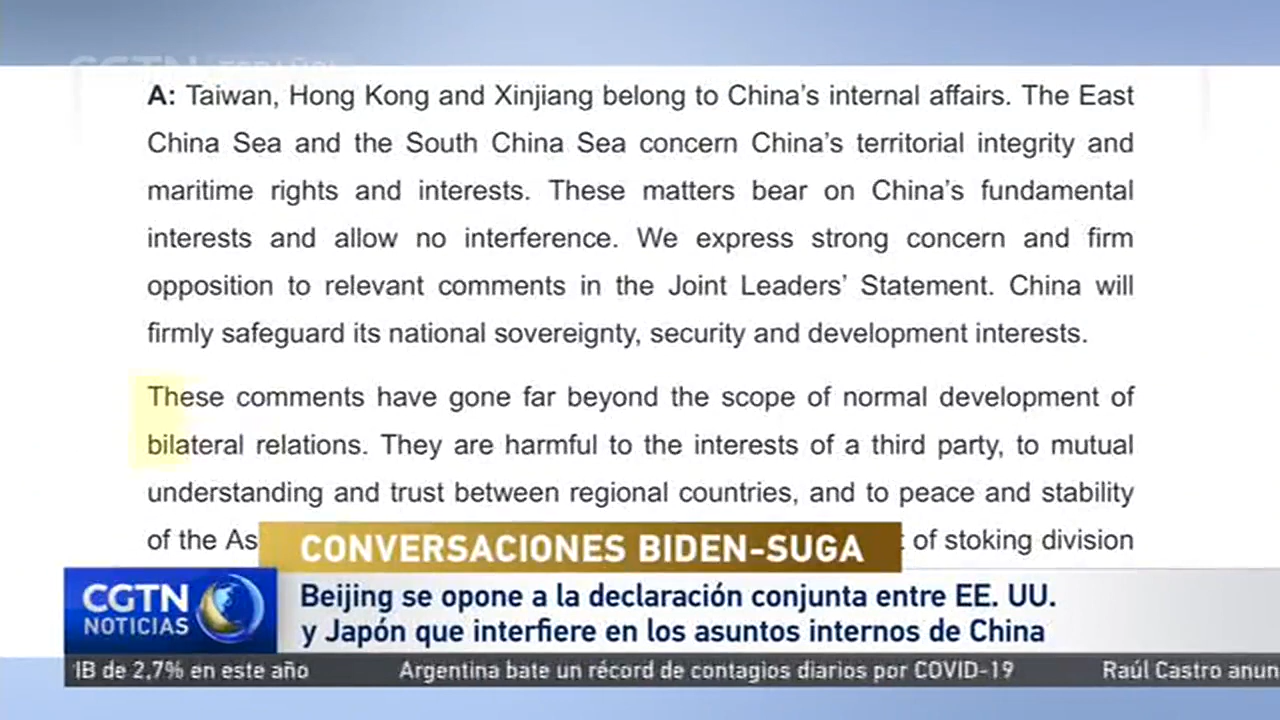 CGTN ESPAÑOL
A: Taiwan, Hong Kong and Xinjiang belong to China’s internal affairs. The East
China Sea and the South China Sea concern China’s territorial integrity and
maritime rights and interests. These matters bear on China’s fundamental
interests and allow no interference. We express strong concern and firm
opposition to relevant comments in the Joint Leaders’ Statement. China will
firmly safeguard its national sovereignty, security and development interests.
These comments have gone far beyond the scope of normal development of
bilateral relations. They are harmful to the interests of a third party, to mutual
understanding and trust between regional countries, and to peace and stability
of the As of stoking division
CONVERSACIONES BIDEN-SUGA
CGTN
NOTICIAS
Beijing se opone a la declaración conjunta entre EE. UU.
y Japón que interfiere en los asuntos internos de China
IB de 2,7% en este año Argentina bate un récord de contagios diarios por COVID-19 Raúl Castro anun